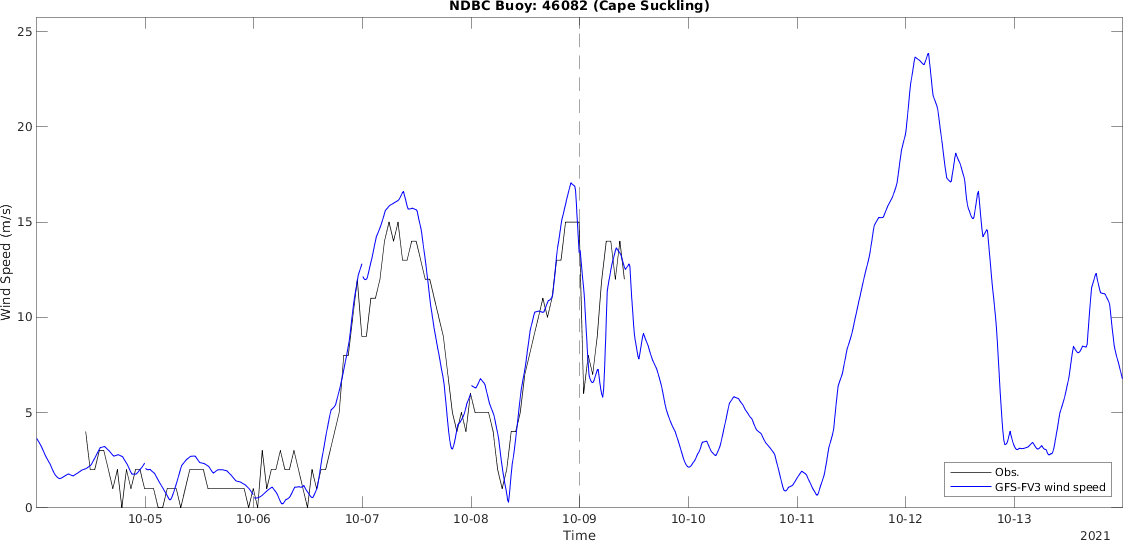 NDBC Buoy: 46082 (Cape Suckling)
25
20
15
10
5
0
Wind Speed (m/s)
10-05 10-06 10-07 10-08 10-09 10-10 10-11 10-12 10-13
Time
2021
Obs.
GFS-FV3 wind speed